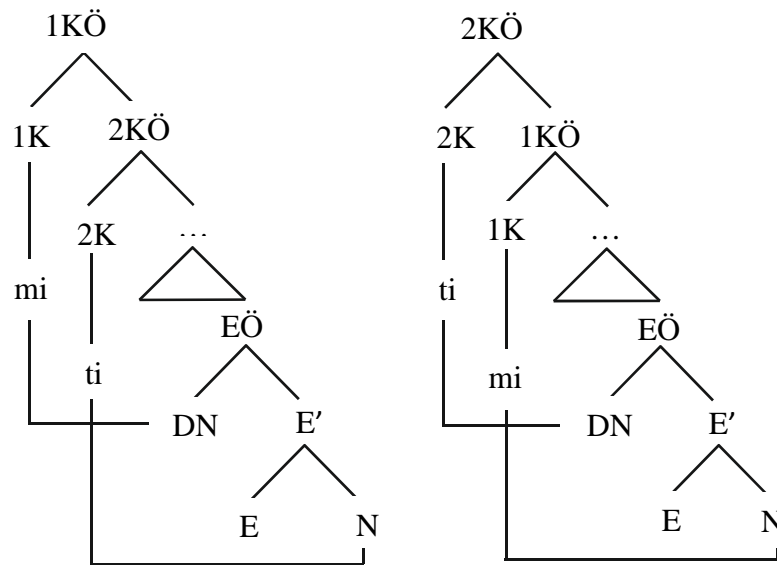 1KÖ
1K 2KÖ
2K …
mi
EÖ
ti
DN E’
E N
2KÖ
2K 1KÖ
1K …
ti
EÖ
mi
DN E’
E N